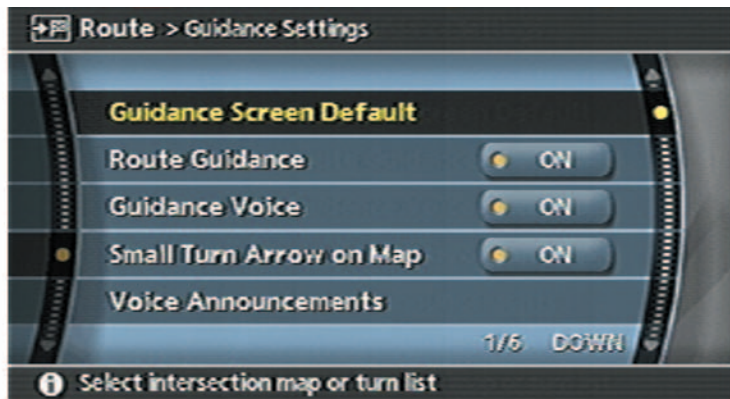 Route > Guidance Settings
Guidance Screen Default
Route Guidance ON
Guidance Voice ON
Small Turn Arrow on Map ON
Voice Announcements
1/6 DOWN
i Select intersection map or turn list